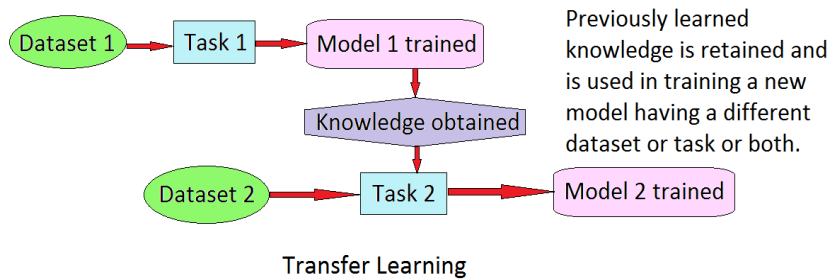 Dataset 1
Task 1
Model 1 trained
Previously learned
knowledge is retained and
is used in training a new
model having a different
dataset or task or both.
Knowledge obtained
Dataset 2
Task 2
Model 2 trained
Transfer Learning